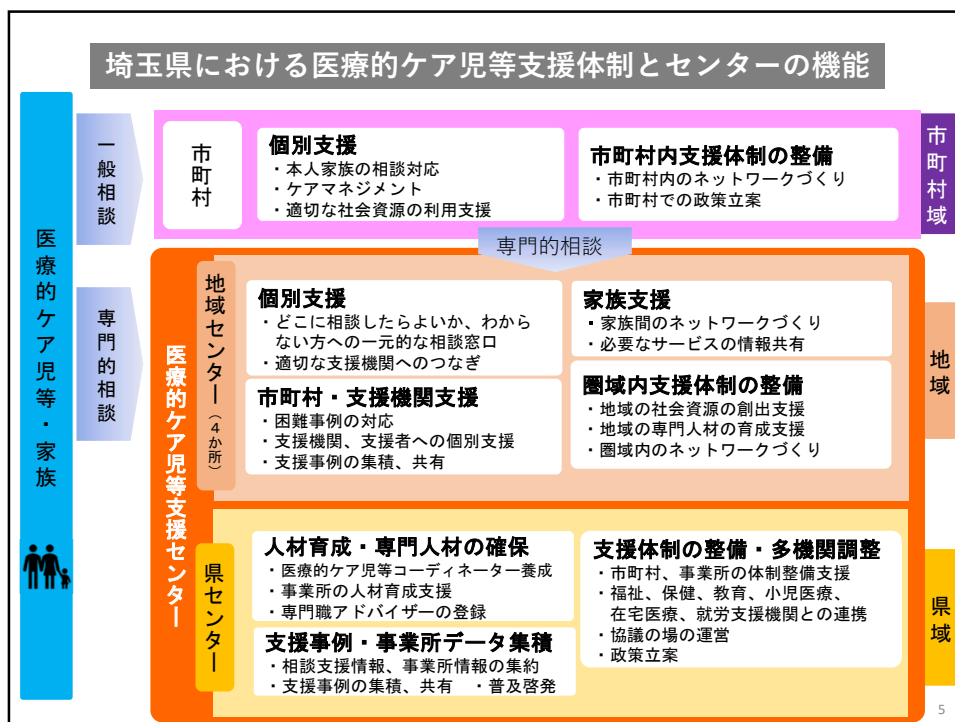 埼玉県における医療的ケア児等支援体制とセンターの機能
医療的ケア児等・家族
一般相談
専門的相談
市町村
個別支援
・本人家族の相談対応
・ケアマネジメント
・適切な社会資源の利用支援
市町村内支援体制の整備
・市町村内のネットワークづくり
・市町村での政策立案
市町村域
専門的相談
医療的ケア児等支援センター
地域センター(4か所)
個別支援
・どこに相談したらよいか、わから
ない方への一元的な相談窓口
・適切な支援機関へのつなぎ
市町村・支援機関支援
・困難事例の対応
・支援機関、支援者への個別支援
・支援事例の集積、共有
家族支援
・家族間のネットワークづくり
・必要なサービスの情報共有
圏域内支援体制の整備
・地域の社会資源の創出支援
・地域の専門人材の育成支援
・圏域内のネットワークづくり
地域
県センター
人材育成・専門人材の確保
・医療的ケア児等コーディネーター養成
・事業所の人材育成支援
・専門職アドバイザーの登録
支援事例・事業所データ集積
・相談支援情報、事業所情報の集約
・支援事例の集積、共有 ・普及啓発
支援体制の整備・多機関調整
・市町村、事業所の体制整備支援
・福祉、保健、教育、小児医療、
在宅医療、就労支援機関との連携
・協議の場の運営
・政策立案
県域
5